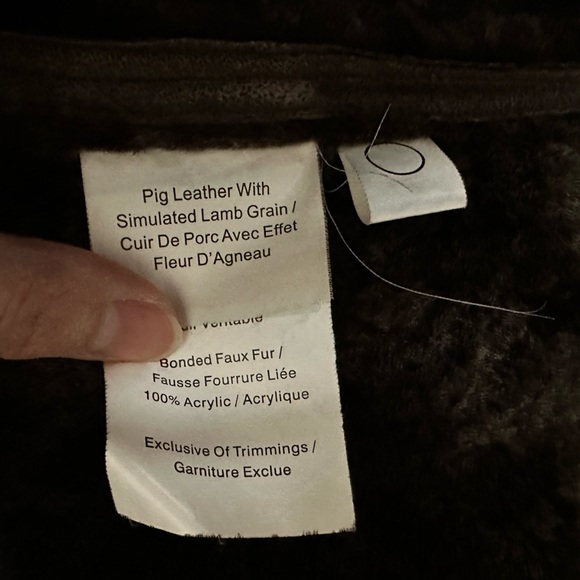 Pig Leather With
Simulated Lamb Grain /
Cuir De Porc Avec Effet
Fleur D'Agneau
Bonded Faux Fur /
Fausse Fourrure Liée
100% Acrylic / Acrylique
Exclusive Of Trimmings /
Garniture Exclue